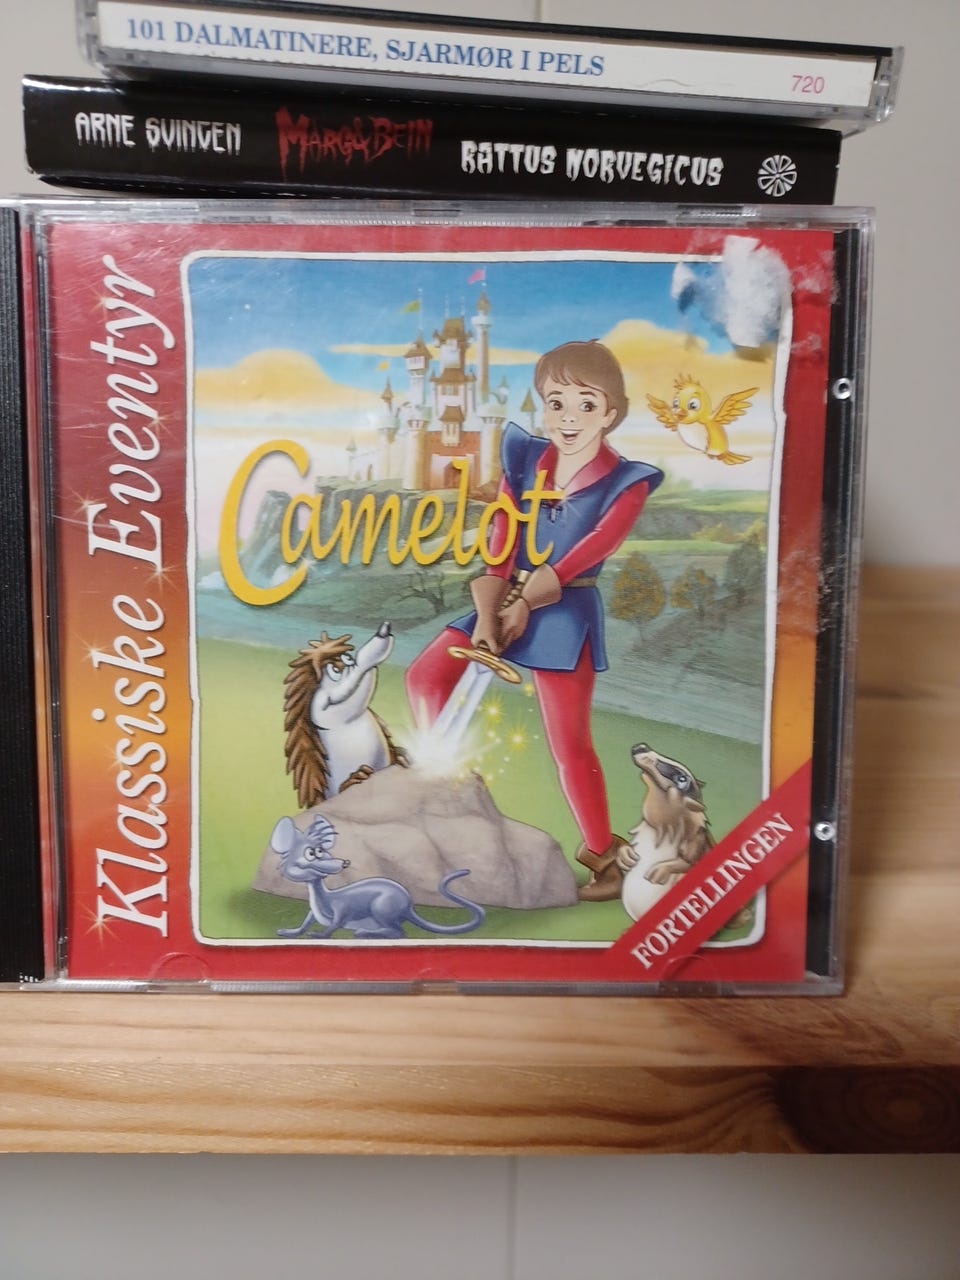 101 DALMATINERE, SJARMØR I PELS 720
ARNE SVINGEN MARG & BEIN RATTUS NORVEGICUS
Klassiske Eventyr
Camelot
FORTELLINGEN